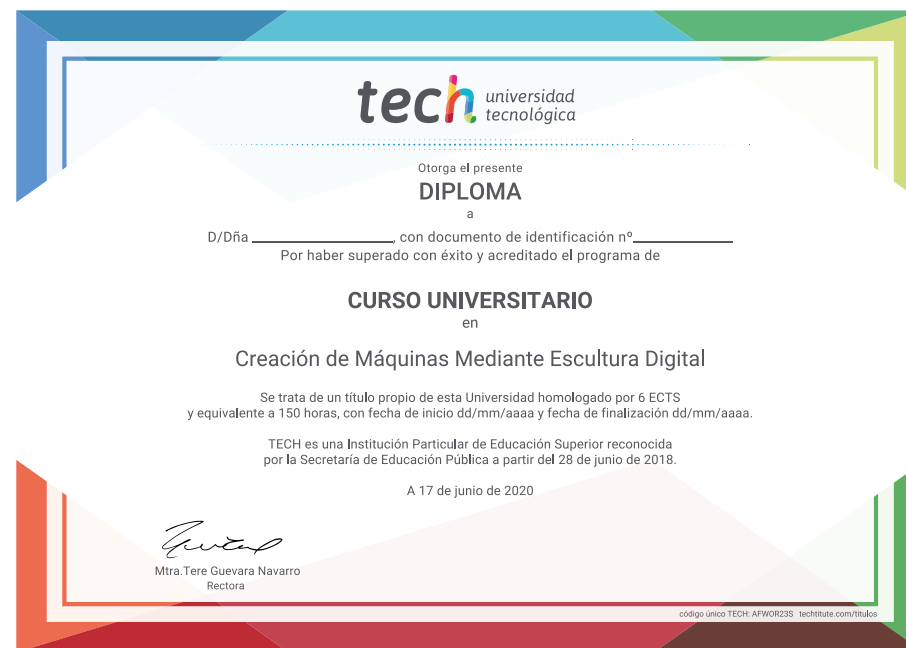 tech universidad
tecnológica
Otorga el presente
DIPLOMA
a
D/Dña ____________________, con documento de identificación nº______________
Por haber superado con éxito y acreditado el programa de
CURSO UNIVERSITARIO
en
Creación de Máquinas Mediante Escultura Digital
Se trata de un título propio de esta Universidad homologado por 6 ECTS
y equivalente a 150 horas, con fecha de inicio dd/mm/aaaa y fecha de finalización dd/mm/aaaa.
TECH es una Institución Particular de Educación Superior reconocida
por la Secretaría de Educación Pública a partir del 28 de junio de 2018.
A 17 de junio de 2020
Mtra.Tere Guevara Navarro
Rectora
código único TECH: AFWOR23S techtitute.com/titulos